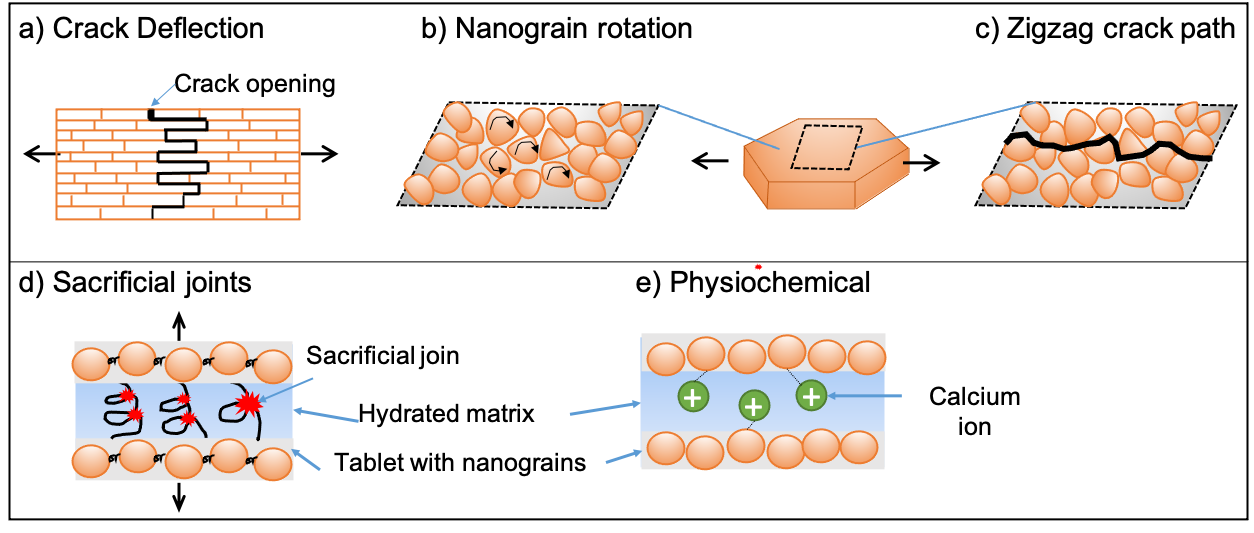 a) Crack Deflection
b) Nanograin rotation
c) Zigzag crack path
Crack opening
d) Sacrificial joints
e) Physiochemical
Sacrificial join
Hydrated matrix
Tablet with nanograins
+
+
+
Calcium
ion